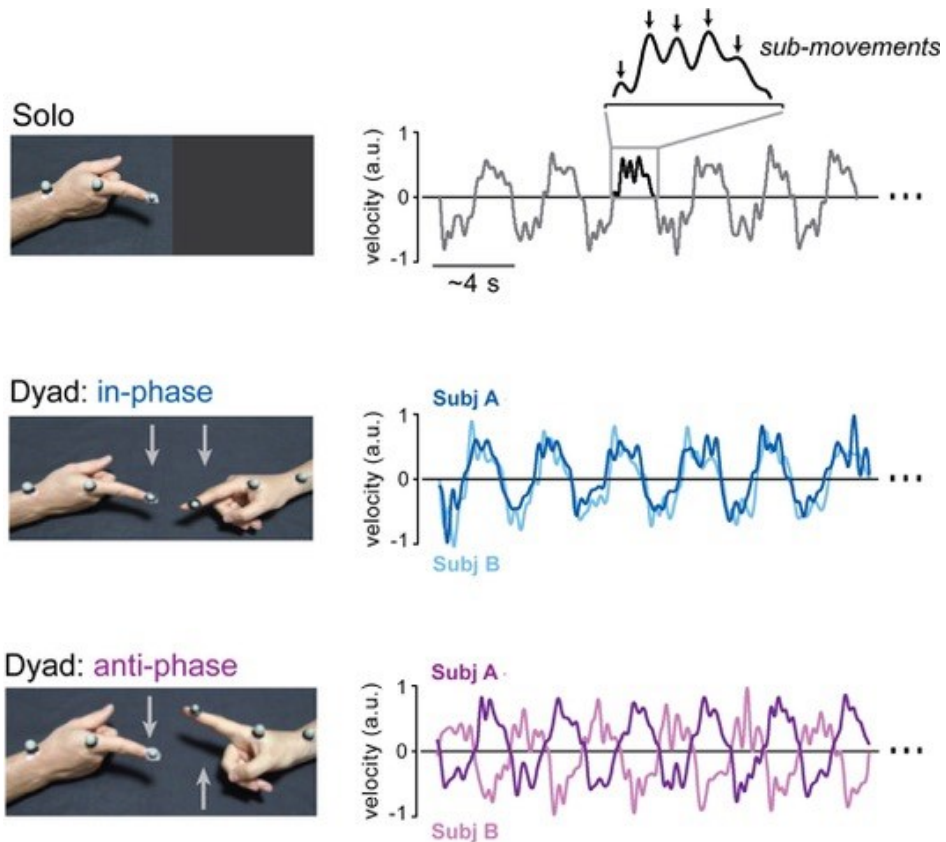 sub-movements
Solo
velocity (a.u.)
1
0
-1
...
~4 s
Dyad: in-phase
velocity (a.u.)
1
0
-1
Subj A
Subj B
...
Dyad: anti-phase
velocity (a.u.)
1
0
-1
Subj A
Subj B
...